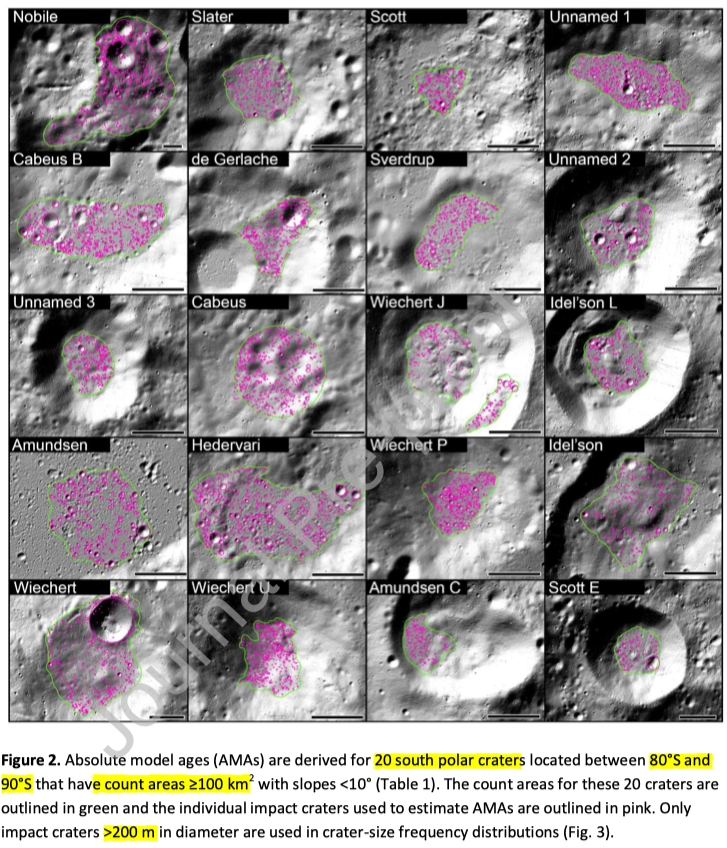 Nobile
Slater
Scott
Unnamed 1
Cabeus B
de Gerlache
Sverdrup
Unnamed 2
Unnamed 3
Cabeus
Wiechert J
Idel'son L
Amundsen
Hedervari
Wiechert P
Idel'son
Wiechert
Wiechert U
Amundsen C
Scott E
Journal Pre
Figure 2. Absolute model ages (AMAs) are derived for 20 south polar craters located between 80°S and
90°S that have count areas ≥100 km² with slopes <10° (Table 1). The count areas for these 20 craters are
outlined in green and the individual impact craters used to estimate AMAs are outlined in pink. Only
impact craters >200 m in diameter are used in crater-size frequency distributions (Fig. 3).